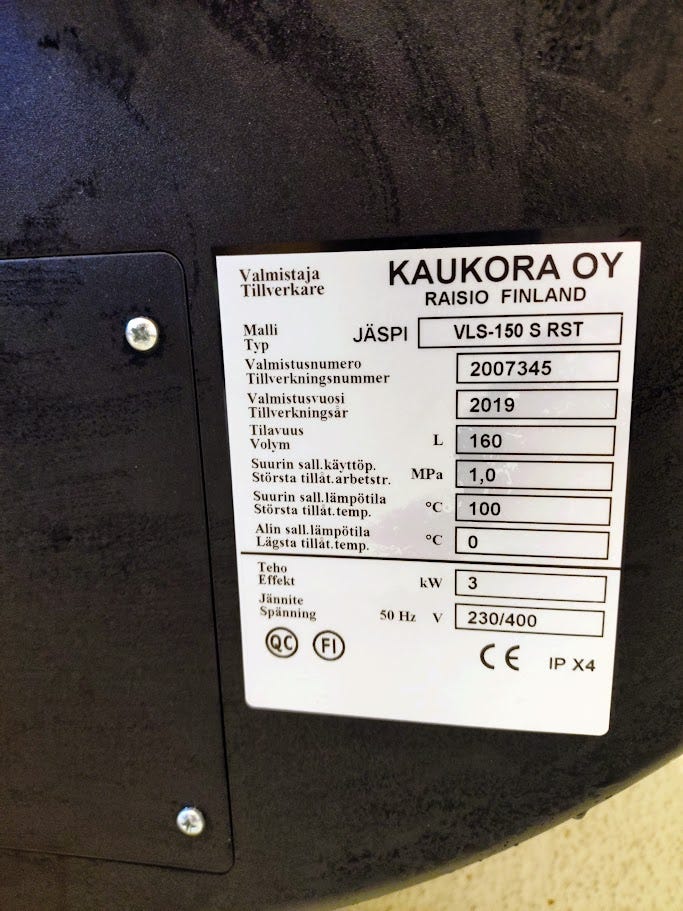 Valmistaja
Tillverkare
KAUKORA OY
RAISIO FINLAND
Malli
Typ
JÄSPI VLS-150 S RST
Valmistusnumero
Tillverkningsnummer
2007345
Valmistusvuosi
Tillverkningsår
2019
Tilavuus
Volym
L 160
Suurin sall.käyttöp.
Största tillåt.arbetstr.
MPa 1,0
Suurin sall.lämpötila
Största tillåt.temp.
°C 100
Alin sall.lämpötila
Lägsta tillåt.temp.
°C 0
Teho
Effekt
kW 3
Jännite
Spänning
50 Hz V 230/400
QC FI CE IP X4